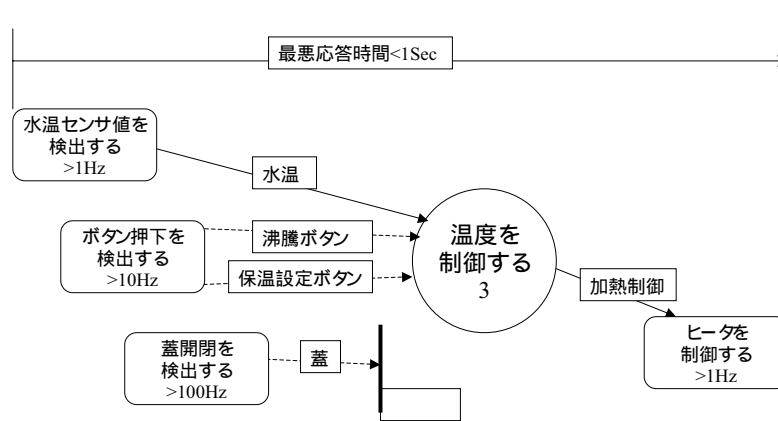 最悪応答時間<1Sec
水温センサ値を
検出する
>1Hz
水温
ボタン押下を
検出する
>10Hz
沸騰ボタン
保温設定ボタン
温度を
制御する
3
加熱制御
ヒータを
制御する
>1Hz
蓋開閉を
検出する
>100Hz
蓋